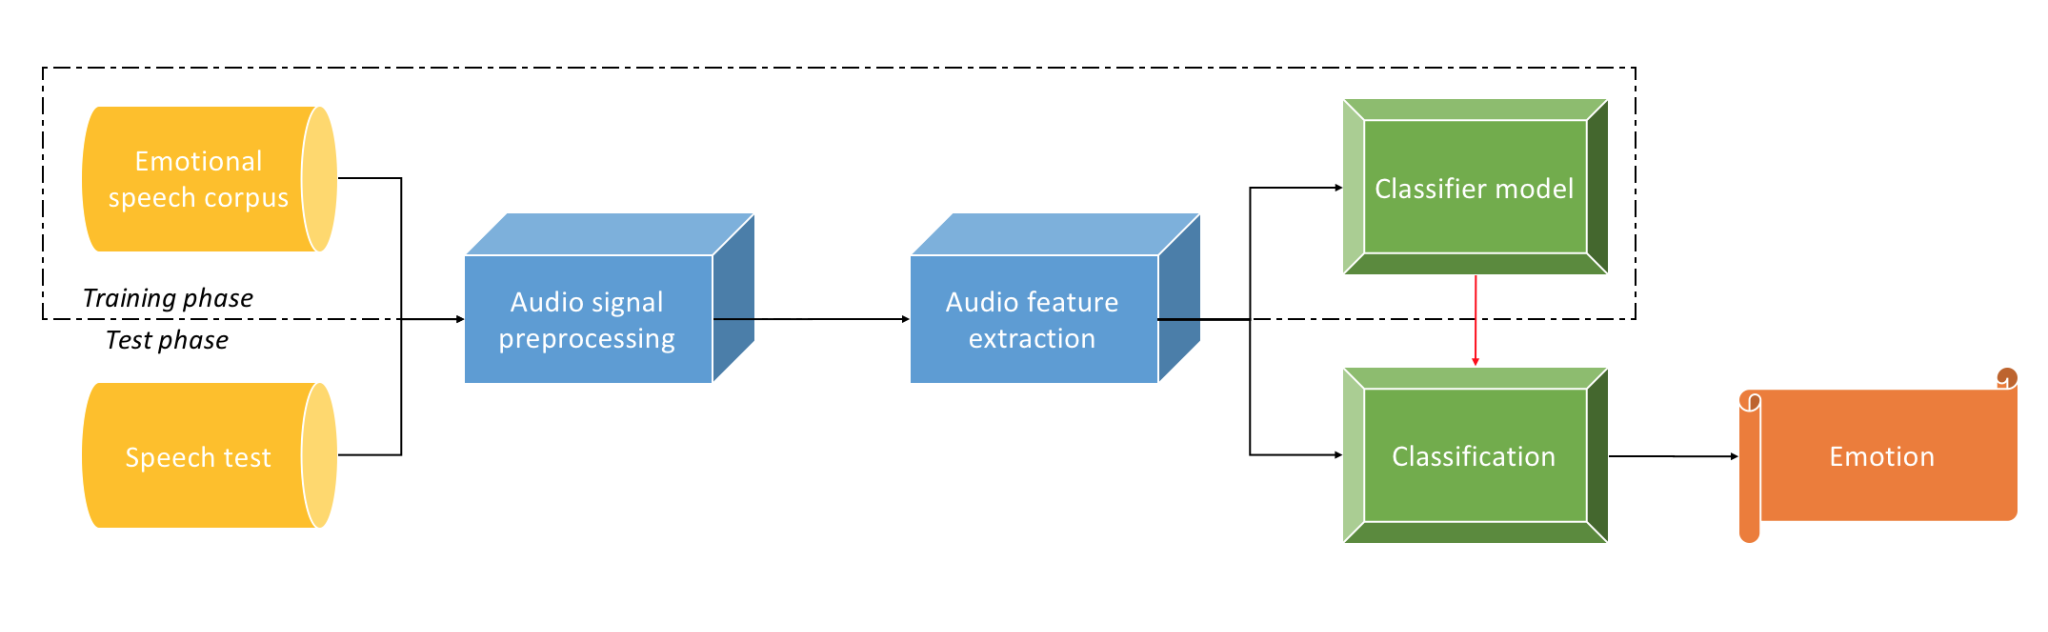 Emotional
speech corpus
Training phase
Test phase
Speech test
Audio signal
preprocessing
Audio feature
extraction
Classifier model
Classification
Emotion